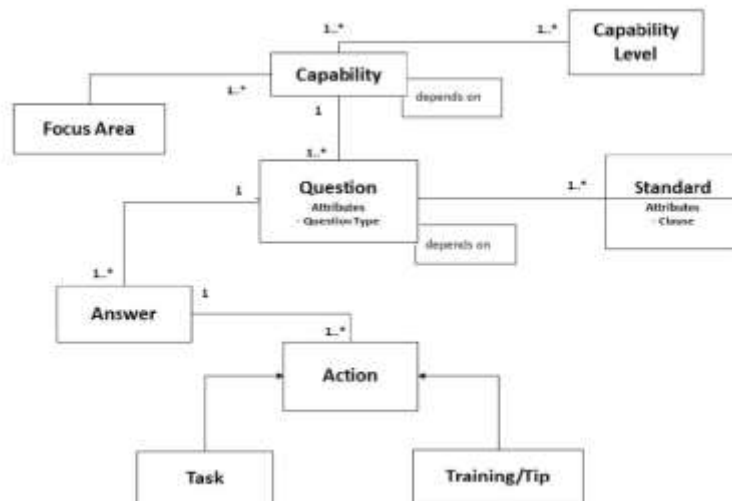 1..*
1..*
Capability
Level
Capability
depends on
1..*
1
Focus Area
1..*
Question
Attributes
- Question Type
1
1..*
Standard
Attributes
- Clause
depends on
1..*
1
Answer
1..*
Action
Task
Training/Tip